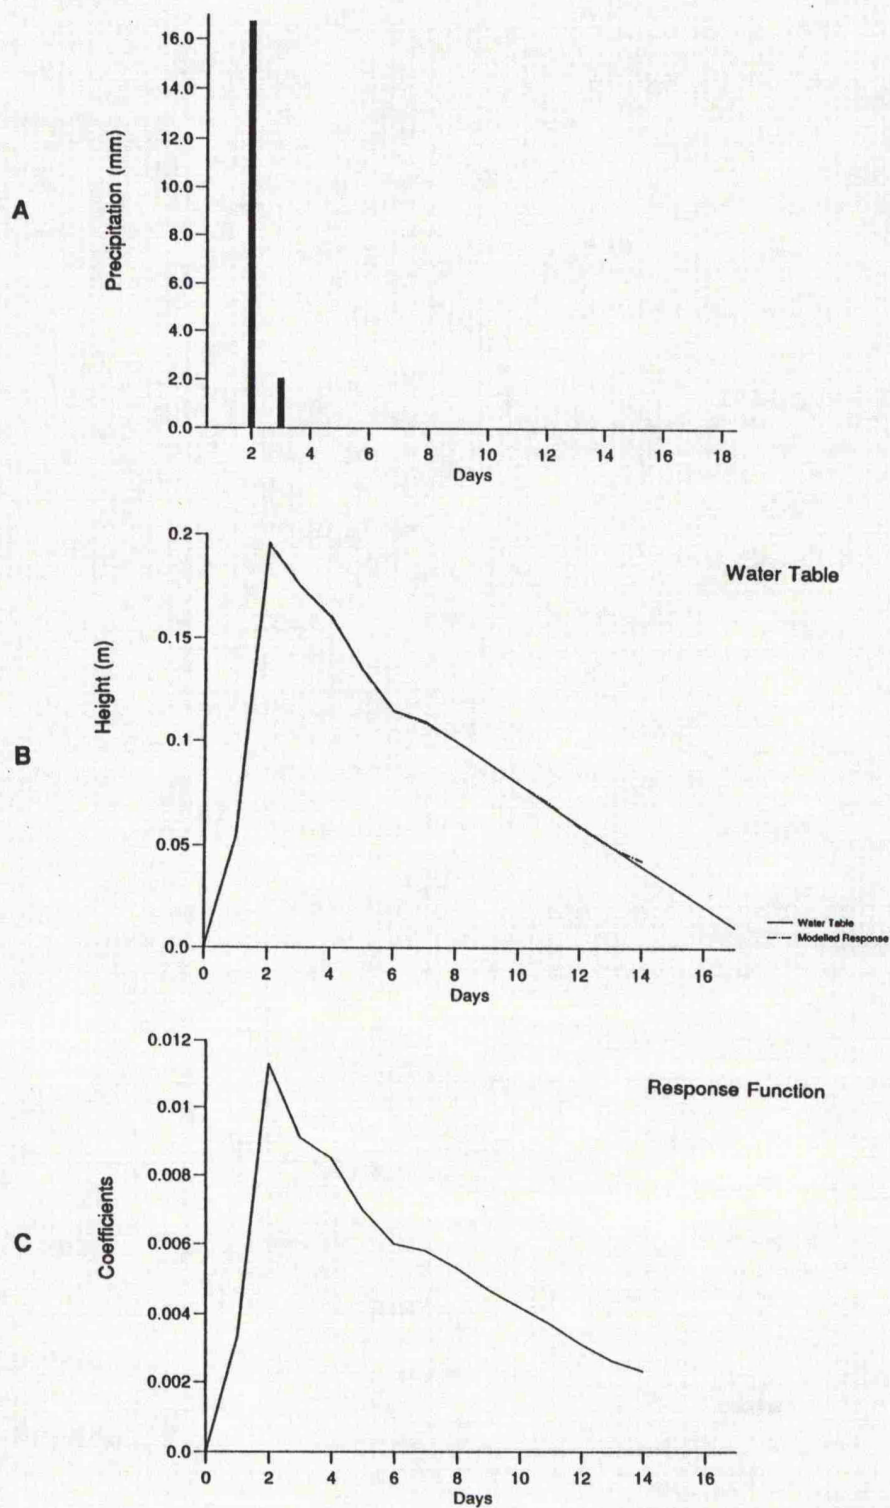 A
Precipitation (mm)
16.0
14.0
12.0
10.0
8.0
6.0
4.0
2.0
0.0
2 4 6 8 10 12 14 16 18
Days
B
Water Table
Height (m)
0.2
0.15
0.1
0.05
0.0
0 2 4 6 8 10 12 14 16
Days
Water Table
Modelled Response
C
Response Function
Coefficients
0.012
0.01
0.008
0.006
0.004
0.002
0.0
0 2 4 6 8 10 12 14 16
Days